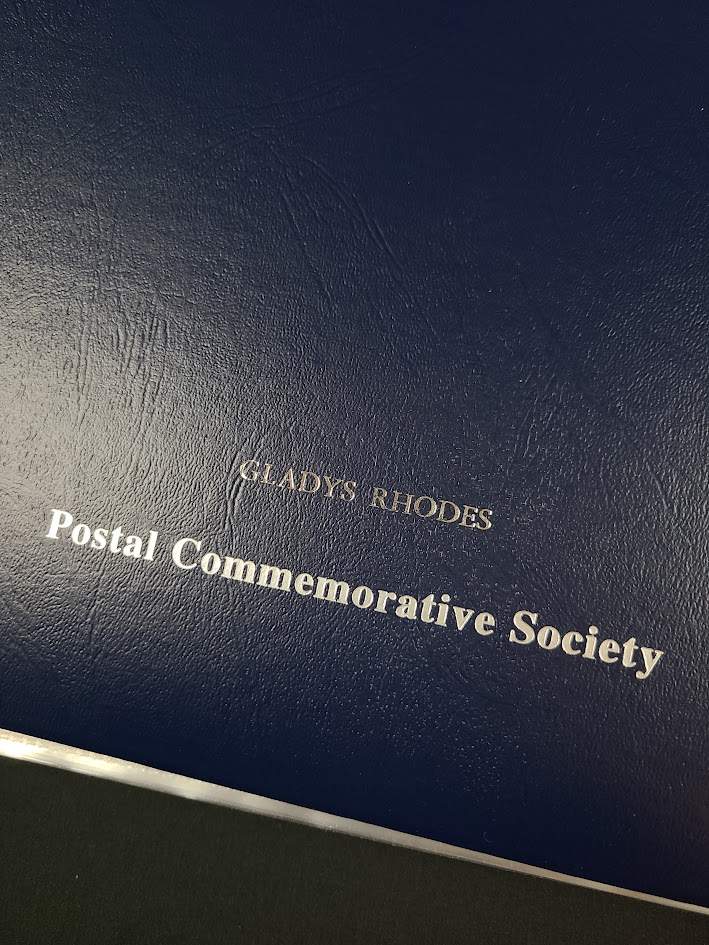 GLADYS RHODES
Postal Commemorative Society